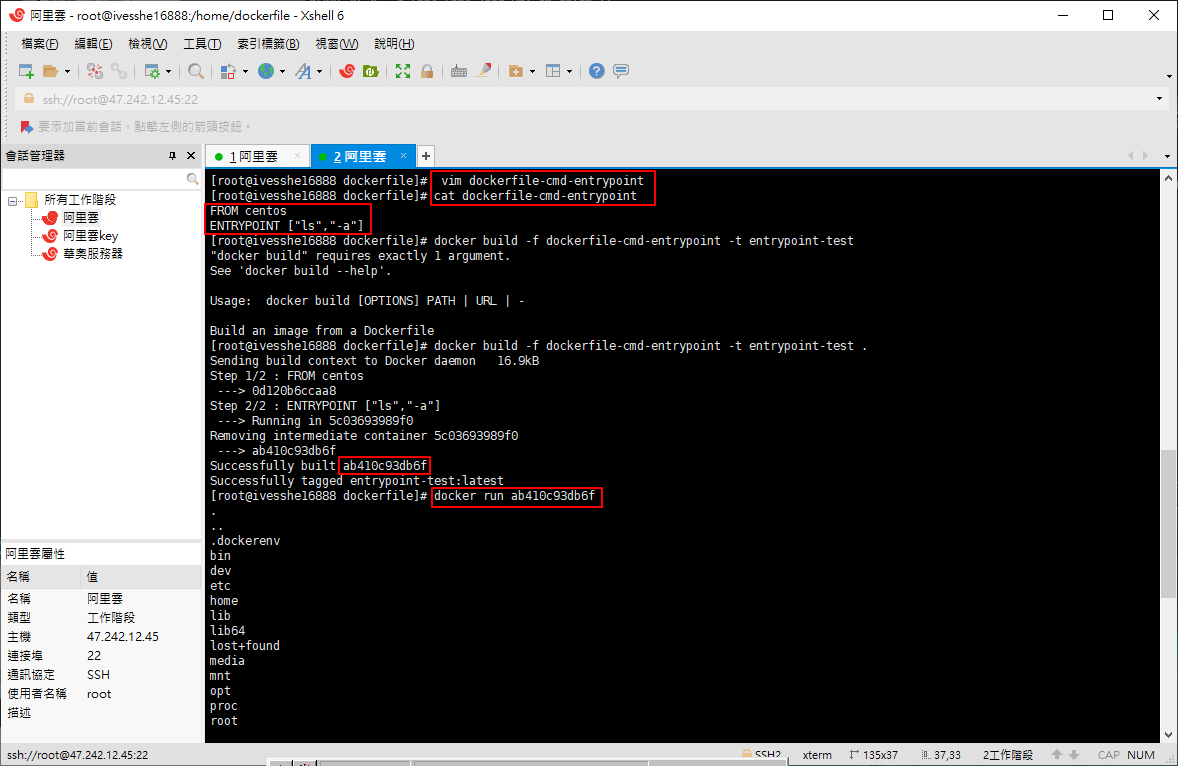 阿里雲 - root@ivesshe16888:/home/dockerfile - Xshell 6
檔案(F) 編輯(E) 檢視(V) 工具(T) 索引標籤(B) 視窗(W) 說明(H)
ssh://root@47.242.12.45:22
要添加當前會話，點擊左側的箭頭按鈕。
會話管理器
1 阿里雲
2 阿里雲
所有工作階段
阿里雲
阿里雲key
華奧服務器
[root@ivesshe16888 dockerfile]# vim dockerfile-cmd-entrypoint
[root@ivesshe16888 dockerfile]# cat dockerfile-cmd-entrypoint
FROM centos
ENTRYPOINT ["ls","-a"]
[root@ivesshe16888 dockerfile]# docker build -f dockerfile-cmd-entrypoint -t entrypoint-test
"docker build" requires exactly 1 argument.
See 'docker build --help'.
Usage:  docker build [OPTIONS] PATH | URL | -
Build an image from a Dockerfile
[root@ivesshe16888 dockerfile]# docker build -f dockerfile-cmd-entrypoint -t entrypoint-test .
Sending build context to Docker daemon   16.9kB
Step 1/2 : FROM centos
 ---> 0d120b6ccaa8
Step 2/2 : ENTRYPOINT ["ls","-a"]
 ---> Running in 5c03693989f0
Removing intermediate container 5c03693989f0
 ---> ab410c93db6f
Successfully built ab410c93db6f
Successfully tagged entrypoint-test:latest
[root@ivesshe16888 dockerfile]# docker run ab410c93db6f
.
..
.dockerenv
bin
dev
etc
home
lib
lib64
lost+found
media
mnt
opt
proc
root
阿里雲屬性
名稱 值
名稱 阿里雲
類型 工作階段
主機 47.242.12.45
連接埠 22
通訊協定 SSH
使用者名稱 root
描述
ssh://root@47.242.12.45:22 SSH2 xterm 135x37 37,33 2工作階段 CAP NUM